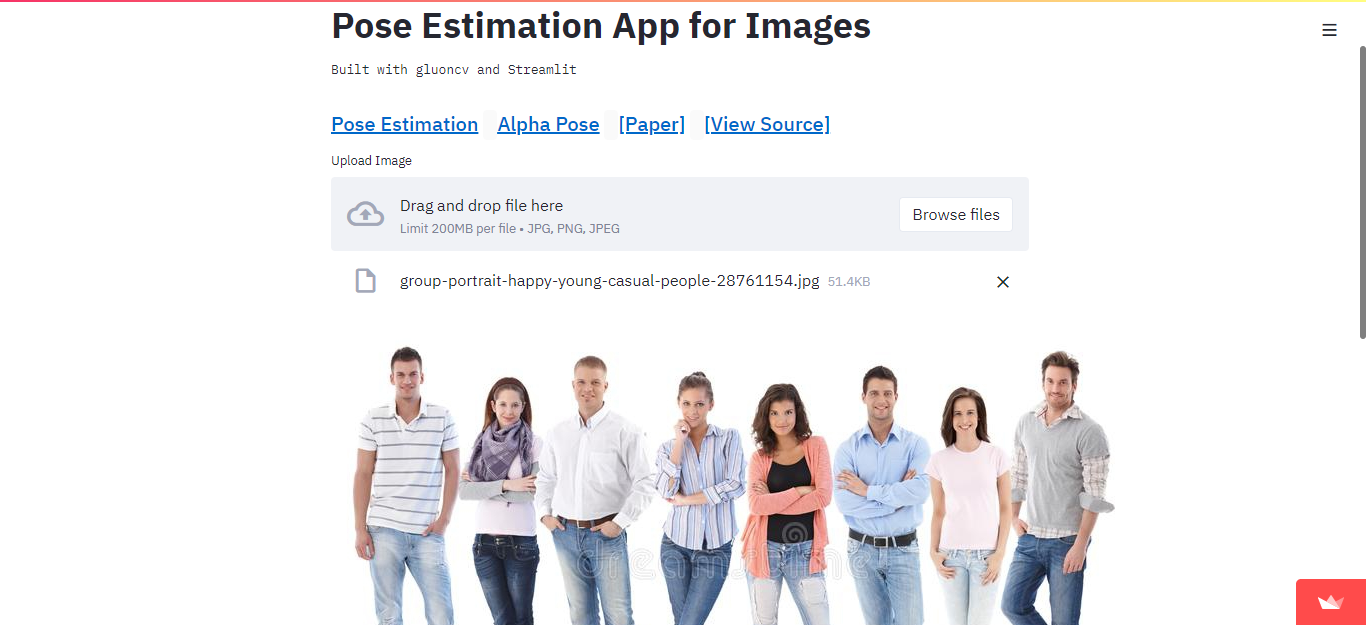 Pose Estimation App for Images
Built with gluoncv and Streamlit
Pose Estimation Alpha Pose [Paper] [View Source]
Upload Image
Drag and drop file here
Limit 200MB per file • JPG, PNG, JPEG
Browse files
group-portrait-happy-young-casual-people-28761154.jpg 51.4KB
dreamstime